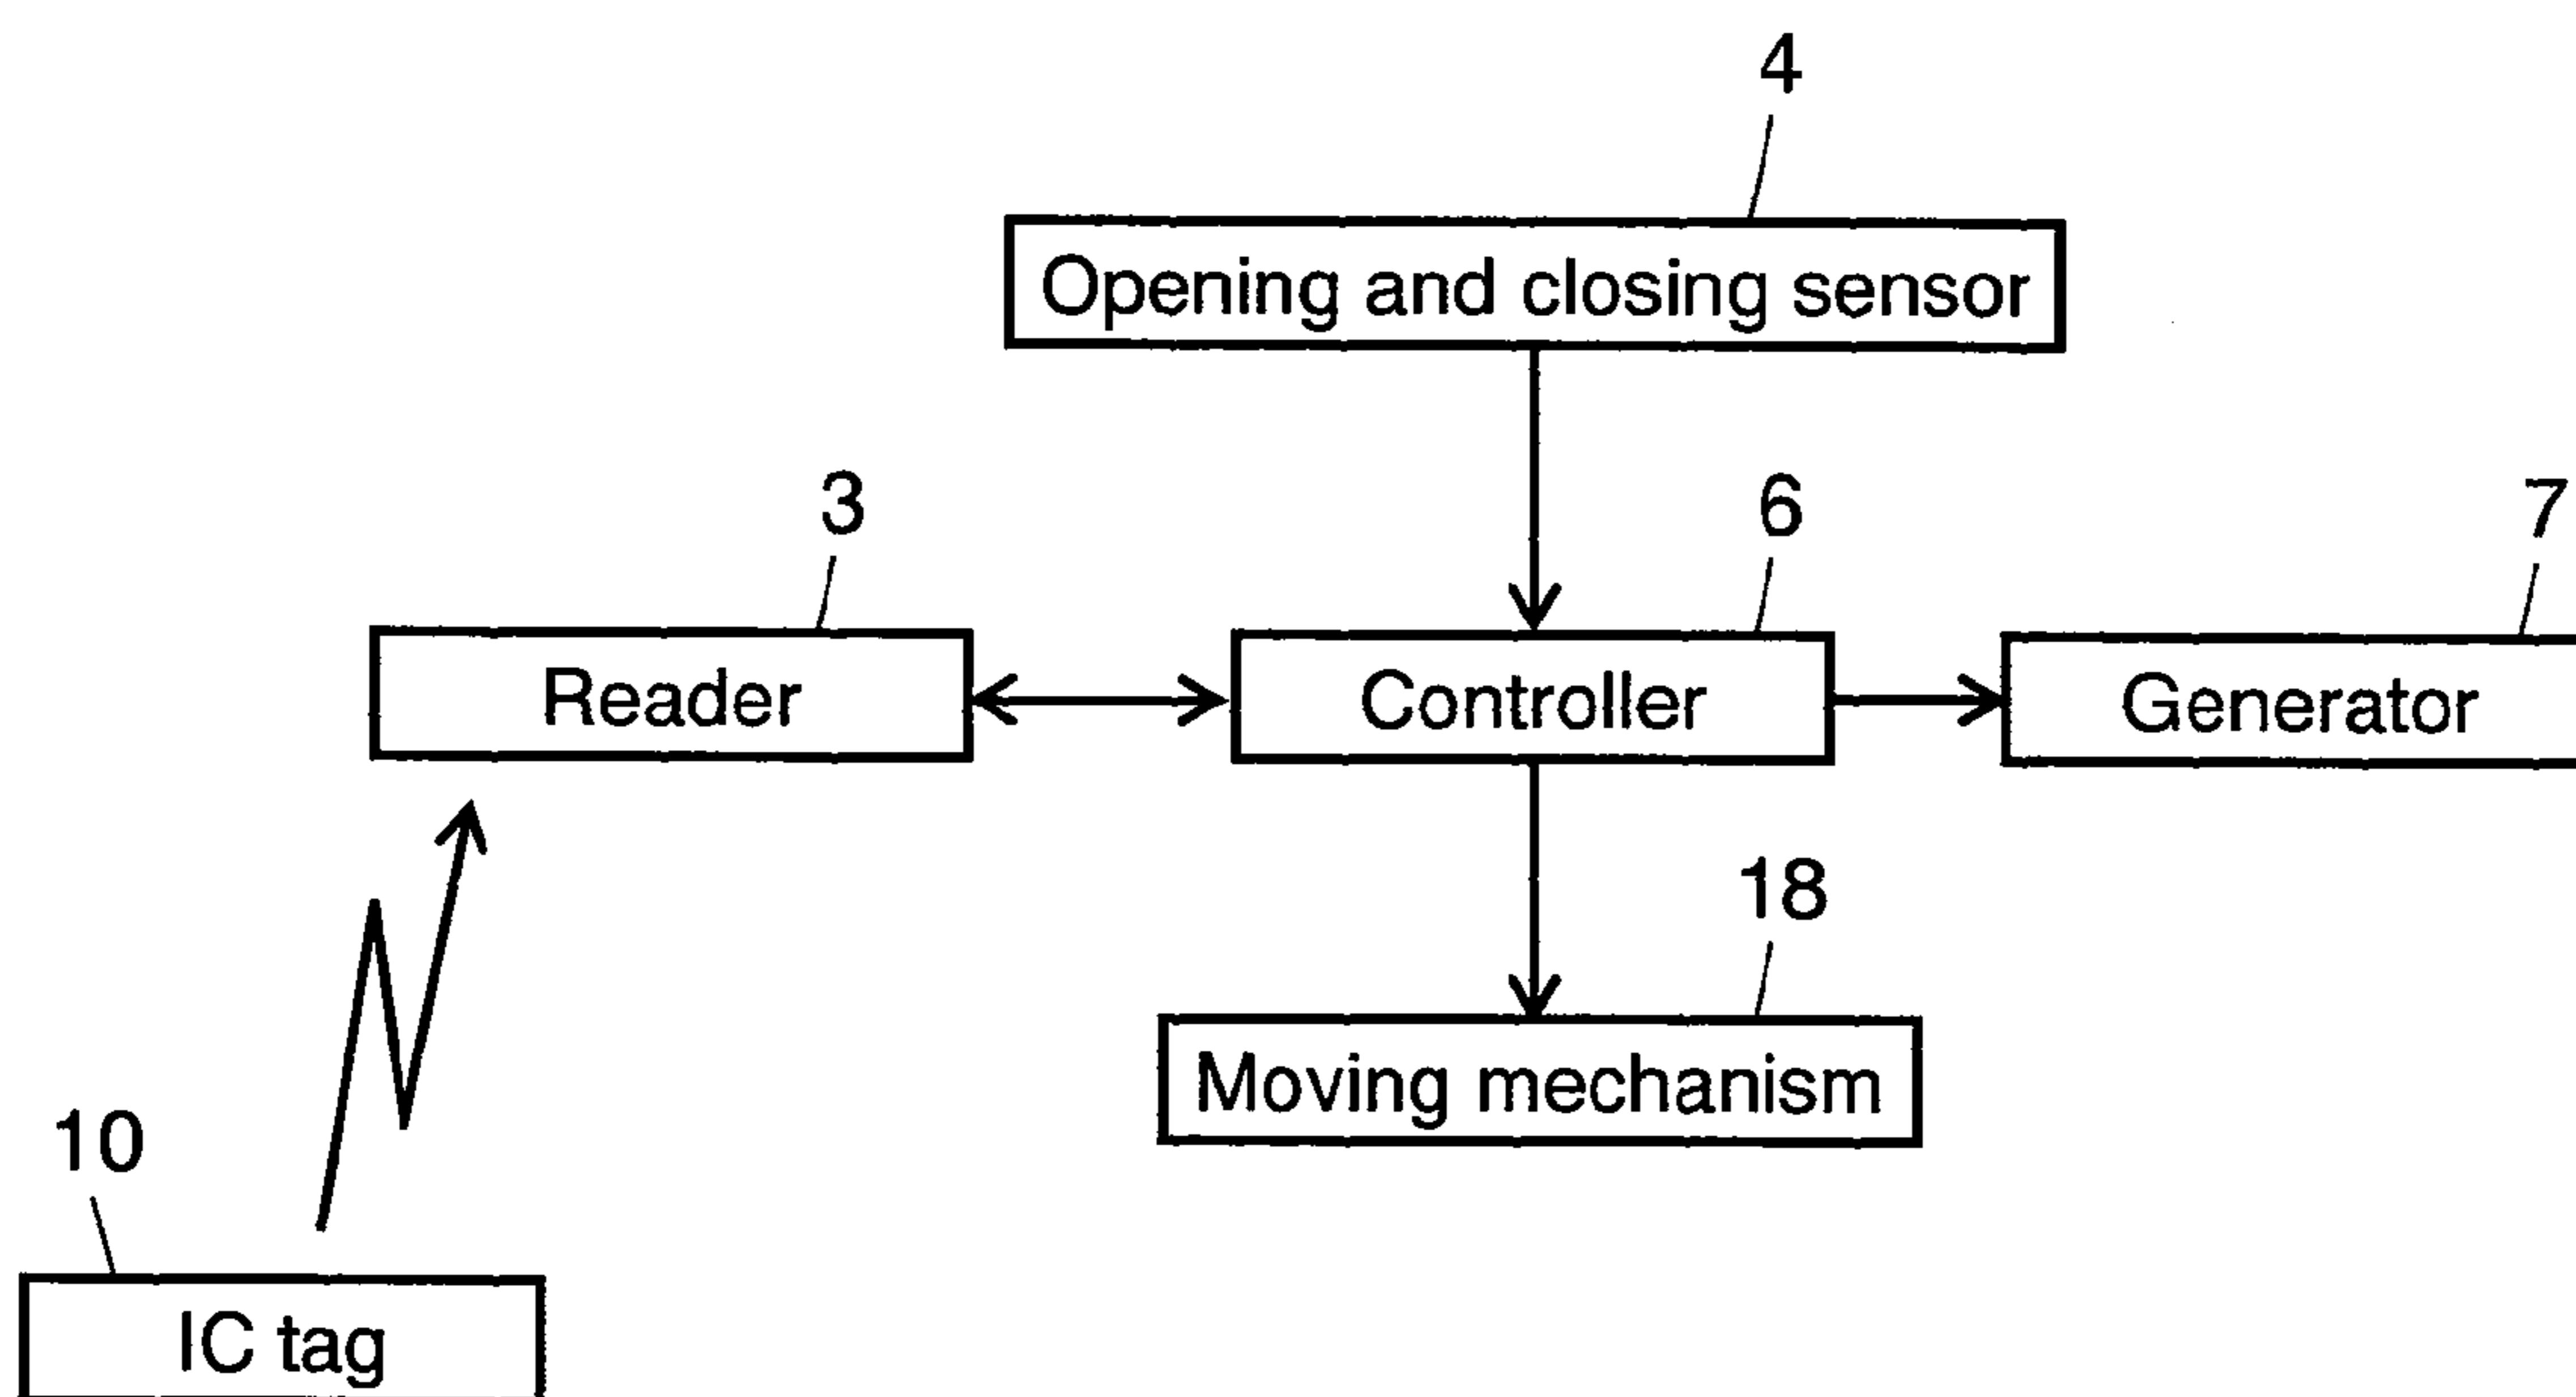 4
Opening and closing sensor
3
6
7
Reader
Controller
Generator
18
Moving mechanism
10
IC tag